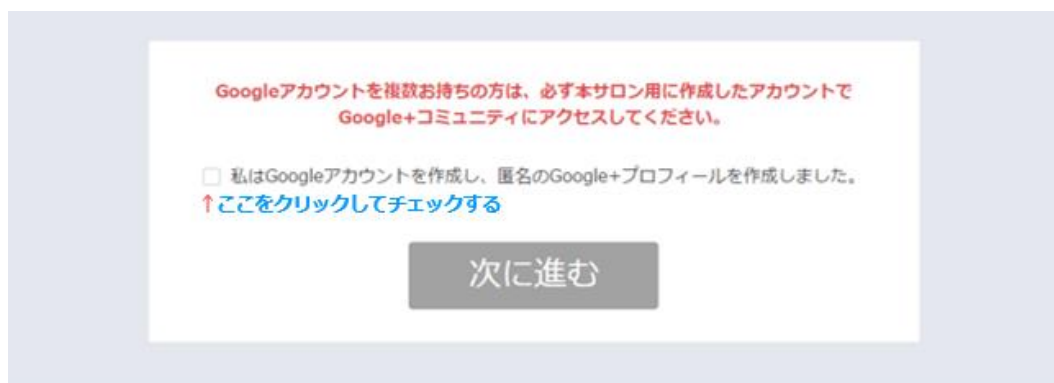 Googleアカウントを複数お持ちの方は、必ず本サロン用に作成したアカウントで
Google+コミュニティにアクセスしてください。
私はGoogleアカウントを作成し、匿名のGoogle+プロフィールを作成しました。
↑ここをクリックしてチェックする
次に進む